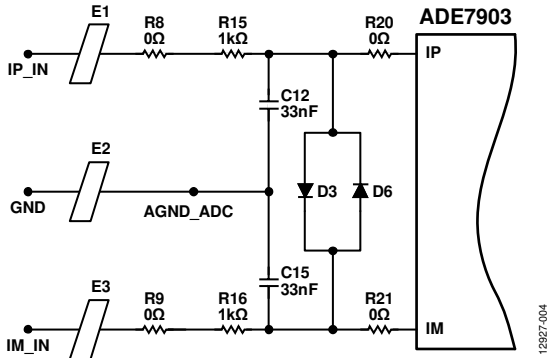 E1
R8
0Ω
R15
1kΩ
R20
0Ω
ADE7903
IP_IN
IP
C12
33nF
E2
D3
D6
GND
AGND_ADC
C15
33nF
E3
R9
0Ω
R16
1kΩ
R21
0Ω
IM_IN
IM
12927-004